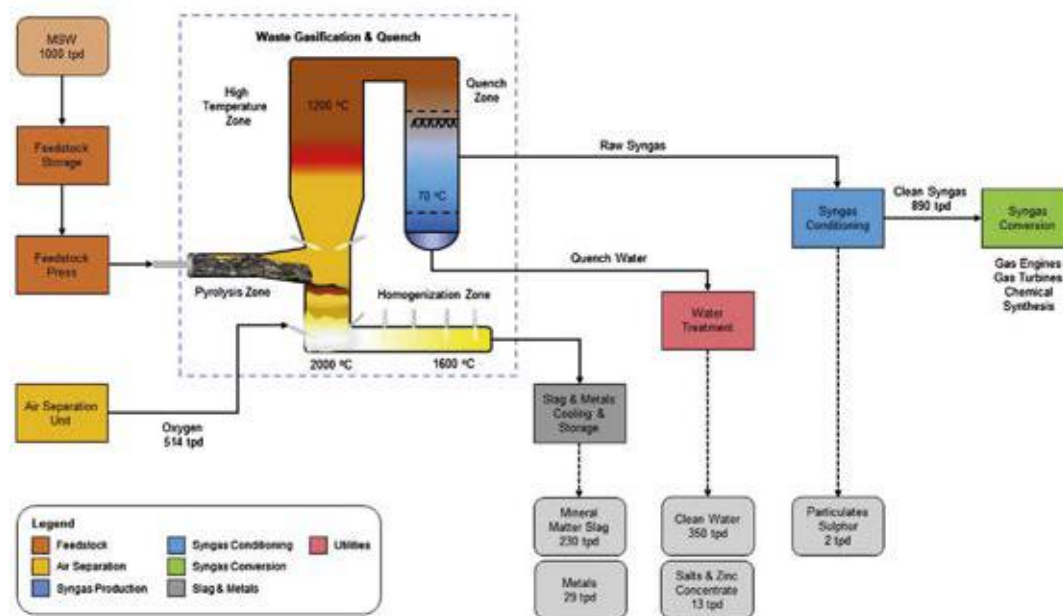 MSW
1000 tpd
Feedstock
Storage
Feedstock
Press
Air Separation
Unit
Oxygen
514 tpd
Waste Gasification & Quench
High
Temperature
Zone
1200 °C
Quench
Zone
70 °C
Pyrolysis Zone
Homogenization Zone
2000 °C
1600 °C
Raw Syngas
Quench Water
Syngas
Conditioning
Clean Syngas
890 tpd
Syngas
Conversion
Gas Engines
Gas Turbines
Chemical
Synthesis
Water
Treatment
Slag & Metals
Cooling &
Storage
Mineral
Matter Slag
230 tpd
Metals
29 tpd
Clean Water
350 tpd
Salts & Zinc
Concentrate
13 tpd
Particulates
Sulphur
2 tpd
Legend
Feedstock
Air Separation
Syngas Production
Syngas Conditioning
Syngas Conversion
Slag & Metals
Utilities